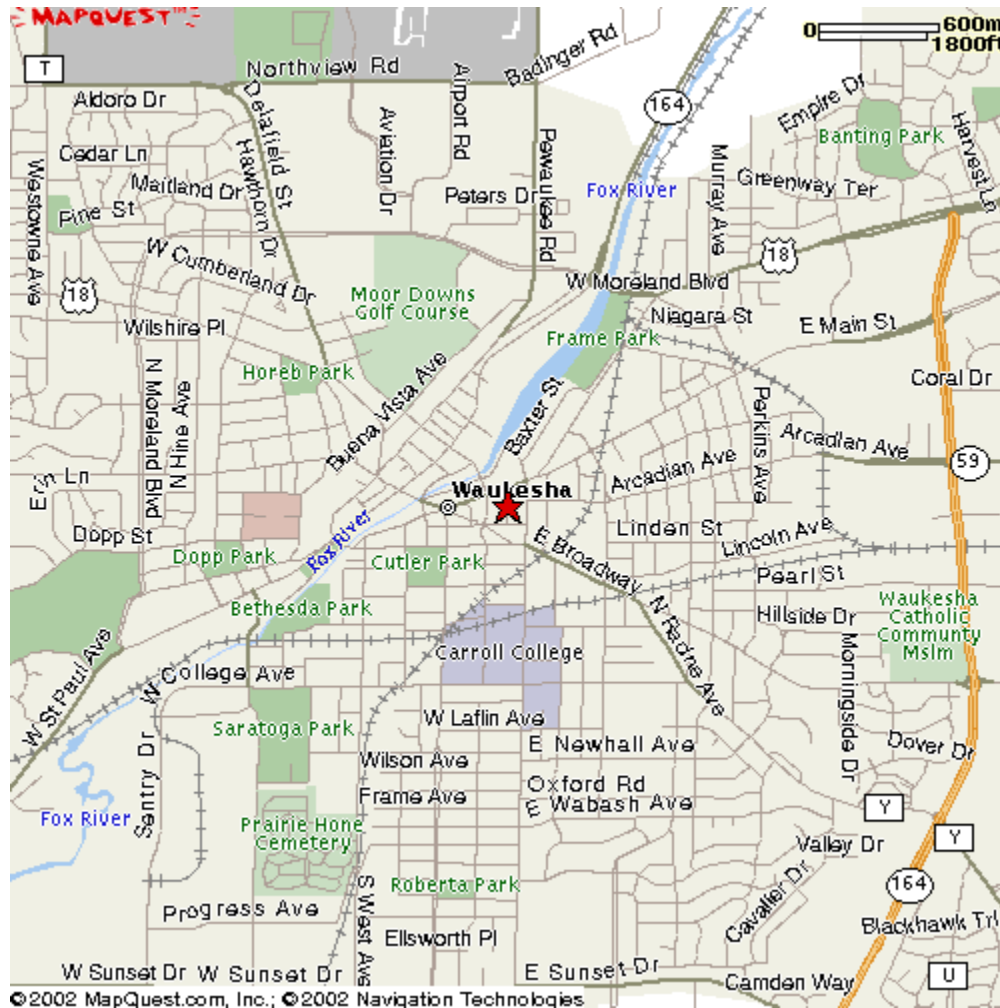 MAPQUEST™
0 600m
1800ft
T
Northview Rd
Badinger Rd
Airport Rd
Aldoro Dr
Delafield St
Aviation Dr
164
Empire Dr
Banting Park
Harvest Ln
Cedar Ln
Hawhorn Dr
Pewaukee Rd
Murray Ave
Westowne Ave
Maitland Dr
Peters Dr
Fox River
Greenway Ter
Pine St
W Cumberland Dr
18
18
W Moreland Blvd
Moor Downs
Golf Course
Niagara St
E Main St
Wilshire Pl
Frame Park
Horeb Park
Coral Dr
N Moreland Blvd
N Hine Ave
Buena Vista Ave
Baxter St
Perkins Ave
Arcadian Ave
Arcadian Ave
59
Erin Ln
Waukesha
Linden St
Lincoln Ave
Dopp St
Fox River
E Broadway
Dopp Park
Cutler Park
Pearl St
Bethesda Park
N Racine Ave
Hillside Dr
Waukesha
Catholic
Communty
Mslm
W St Paul Ave
W College Ave
Carroll College
Morningside Dr
W Laflin Ave
Saratoga Park
E Newhall Ave
Dover Dr
Sentry Dr
Wilson Ave
Oxford Rd
Frame Ave
E Wabash Ave
Y
Fox River
Prairie Hone
Cemetery
Y
Valley Dr
Roberta Park
164
S West Ave
Cavalier Dr
Progress Ave
Blackhawk Trl
Ellsworth Pl
W Sunset Dr
W Sunset Dr
E Sunset Dr
Camden Way
U
©2002 MapQuest.com, Inc.; ©2002 Navigation Technologies